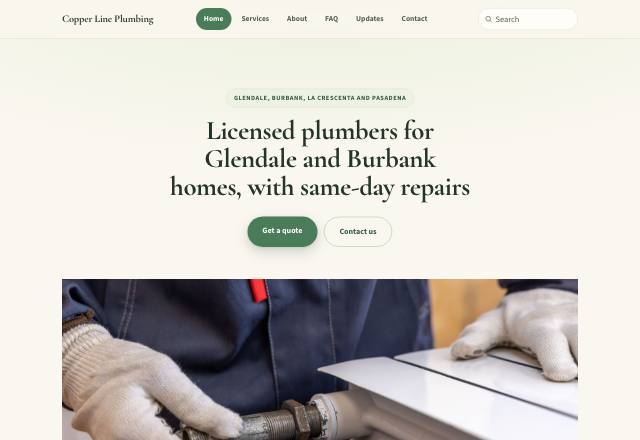 Copper Line Plumbing
Home
Services
About
FAQ
Updates
Contact
Search
GLENDALE, BURBANK, LA CRESCENTA AND PASADENA
Licensed plumbers for
Glendale and Burbank
homes, with same-day repairs
Get a quote
Contact us